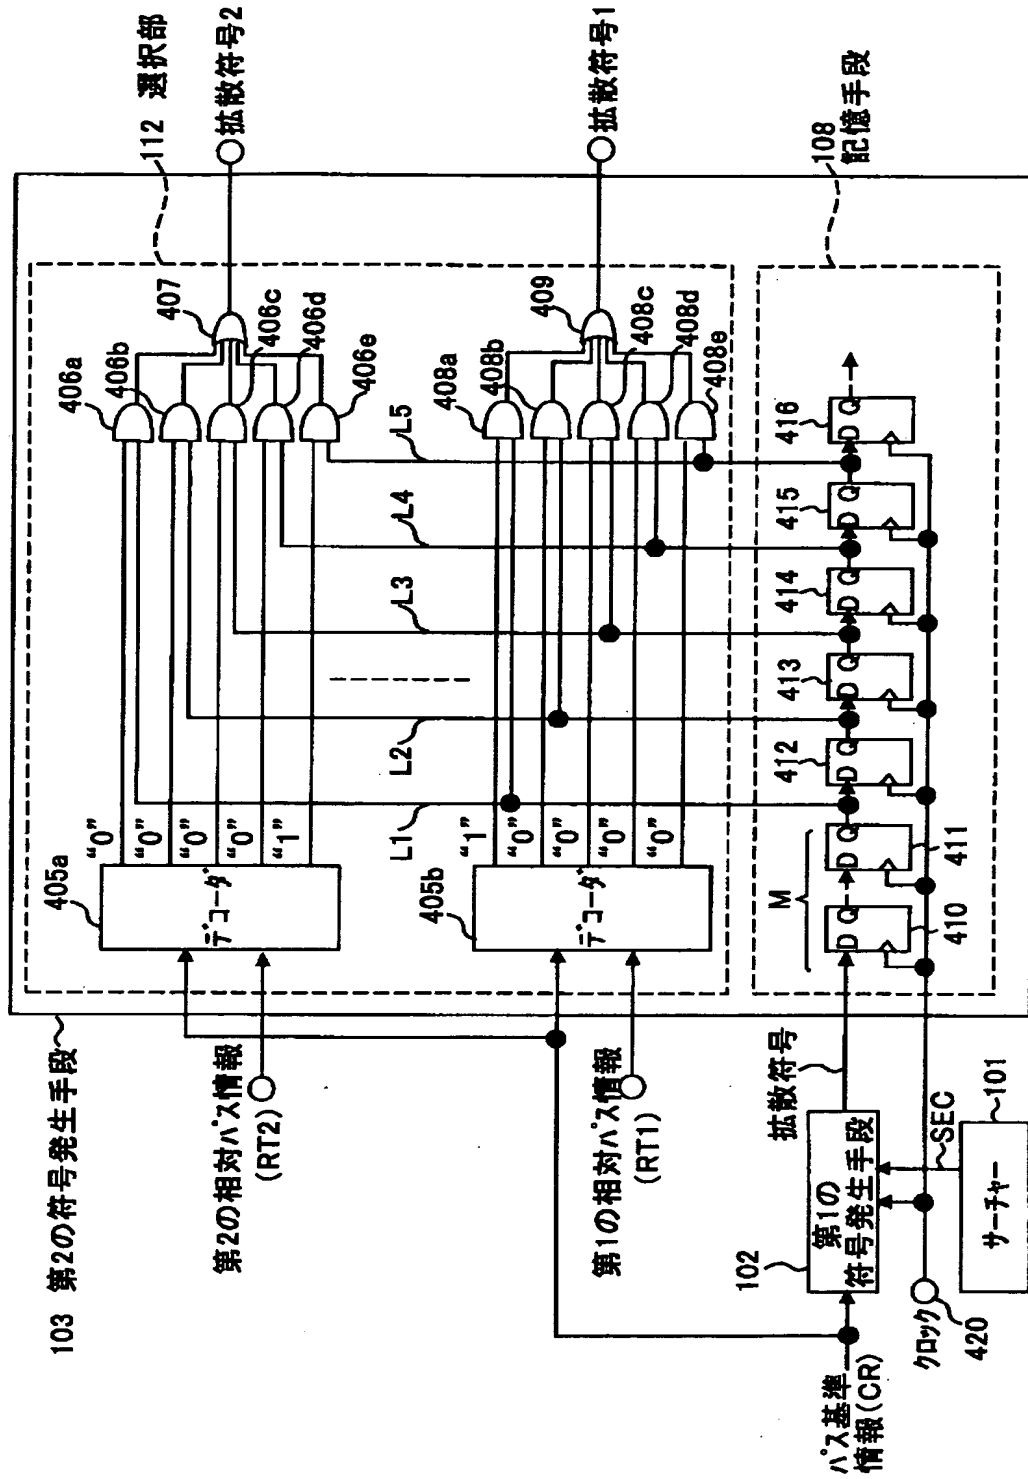 103 第2の符号発生手段
112 選択部
拡散符号2
拡散符号1
108
記憶手段
405a
デコーダ
"0"
"0"
"0"
"0"
"1"
406a
406b
407
406c
406d
406e
405b
デコーダ
"1"
"0"
"0"
"0"
"0"
408a
408b
409
408c
408d
408e
L1
L2
L3
L4
L5
第2の相対パス情報
(RT2)
第1の相対パス情報
(RT1)
M
D Q
D Q
D Q
D Q
D Q
D Q
D Q
410
411
412
413
414
415
416
拡散符号
102
第1の
符号発生手段
SEC
101
サーチャー
パス基準
情報(CR)
クロック
420